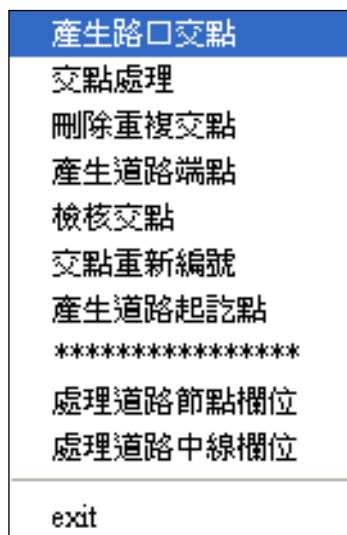 產生路口交點
交點處理
刪除重複交點
產生道路端點
檢核交點
交點重新編號
產生道路起訖點
****************
處理道路節點欄位
處理道路中線欄位
exit